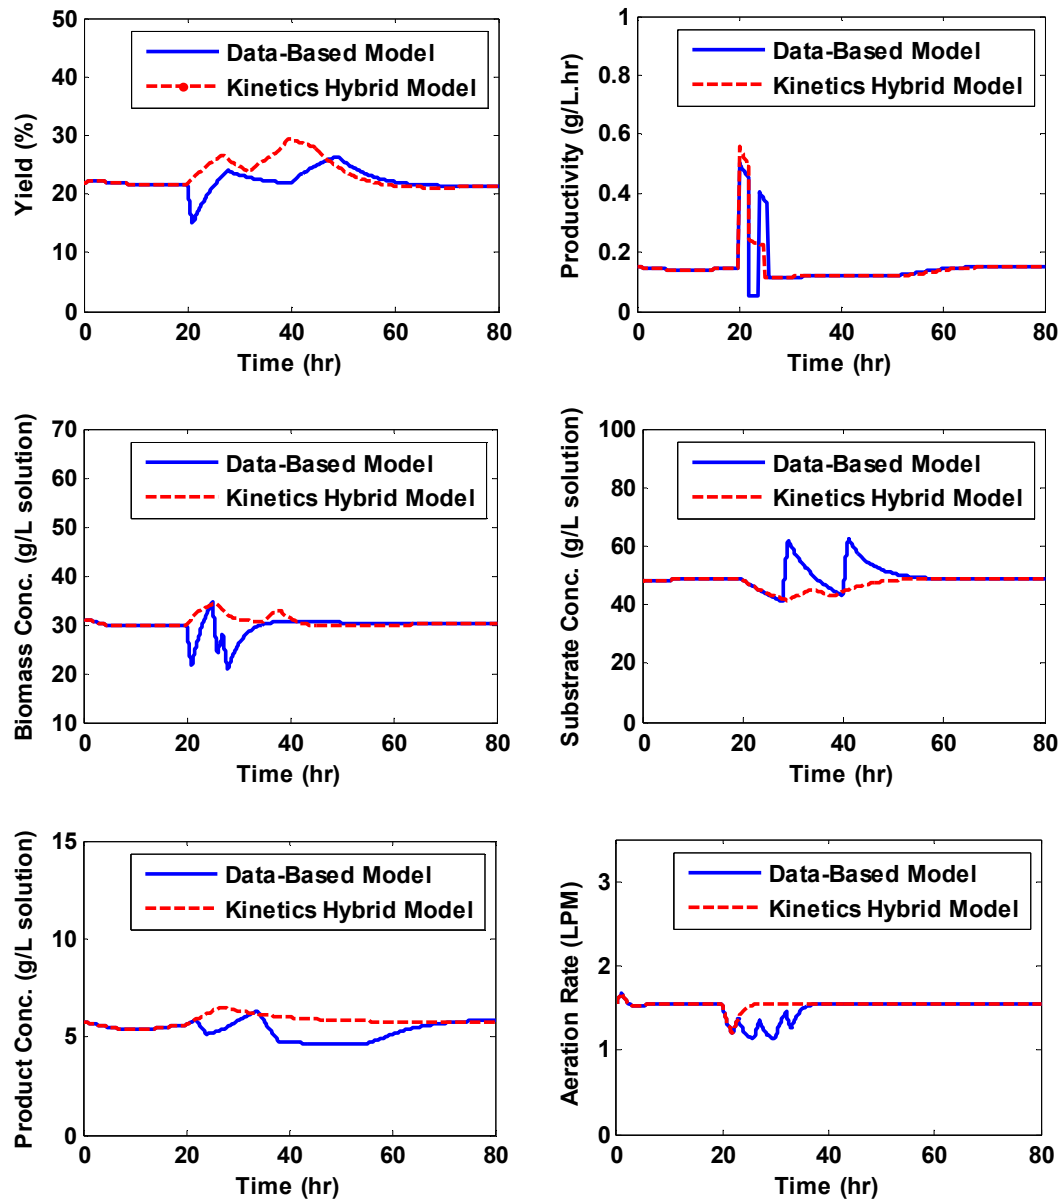 50
40
30
20
10
0
Yield (%)
Data-Based Model
Kinetics Hybrid Model
0 20 40 60 80
Time (hr)
1
0.8
0.6
0.4
0.2
0
Productivity (g/L.hr)
Data-Based Model
Kinetics Hybrid Model
0 20 40 60 80
Time (hr)
70
60
50
40
30
20
10
Biomass Conc. (g/L solution)
Data-Based Model
Kinetics Hybrid Model
0 20 40 60 80
Time (hr)
100
80
60
40
20
0
Substrate Conc. (g/L solution)
Data-Based Model
Kinetics Hybrid Model
0 20 40 60 80
Time (hr)
15
10
5
0
Product Conc. (g/L solution)
Data-Based Model
Kinetics Hybrid Model
0 20 40 60 80
Time (hr)
3
2
1
0
Aeration Rate (LPM)
Data-Based Model
Kinetics Hybrid Model
0 20 40 60 80
Time (hr)